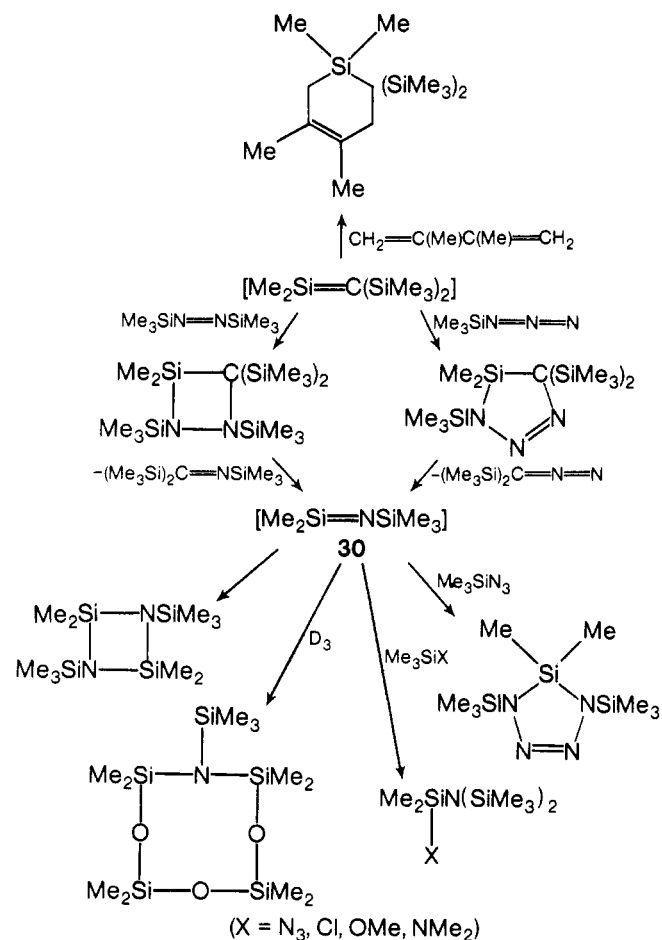 Me Me
Si
(SiMe3)2
Me
Me
CH2=C(Me)C(Me)=CH2
[Me2Si=C(SiMe3)2]
Me3SiN=NSiMe3 Me3SiN=N=N
Me2Si C(SiMe3)2 Me2Si C(SiMe3)2
Me3SiN NSiMe3 Me3SIN N
N
-(Me3Si)2C=NSiMe3 -(Me3Si)2C=N=N
[Me2Si=NSiMe3]
30
Me3SiN3
Me2Si NSiMe3 D3 Me3SiX Me Me
Me3SiN SiMe2 Si
SiMe3 Me3SIN NSiMe3
N=N
Me2Si N SiMe2 Me2SiN(SiMe3)2
O O X
Me2Si O SiMe2
(X = N3, Cl, OMe, NMe2)